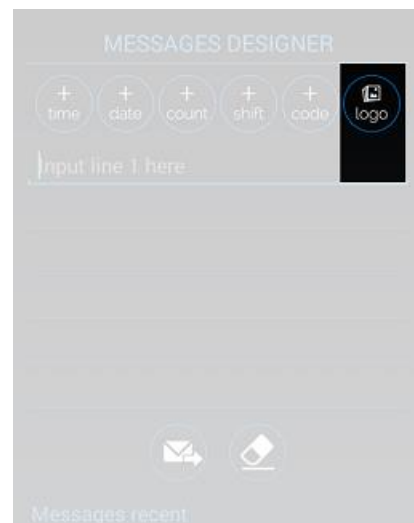 MESSAGES DESIGNER
+ time + date + count + shift + code logo
Input line 1 here
Messages recent